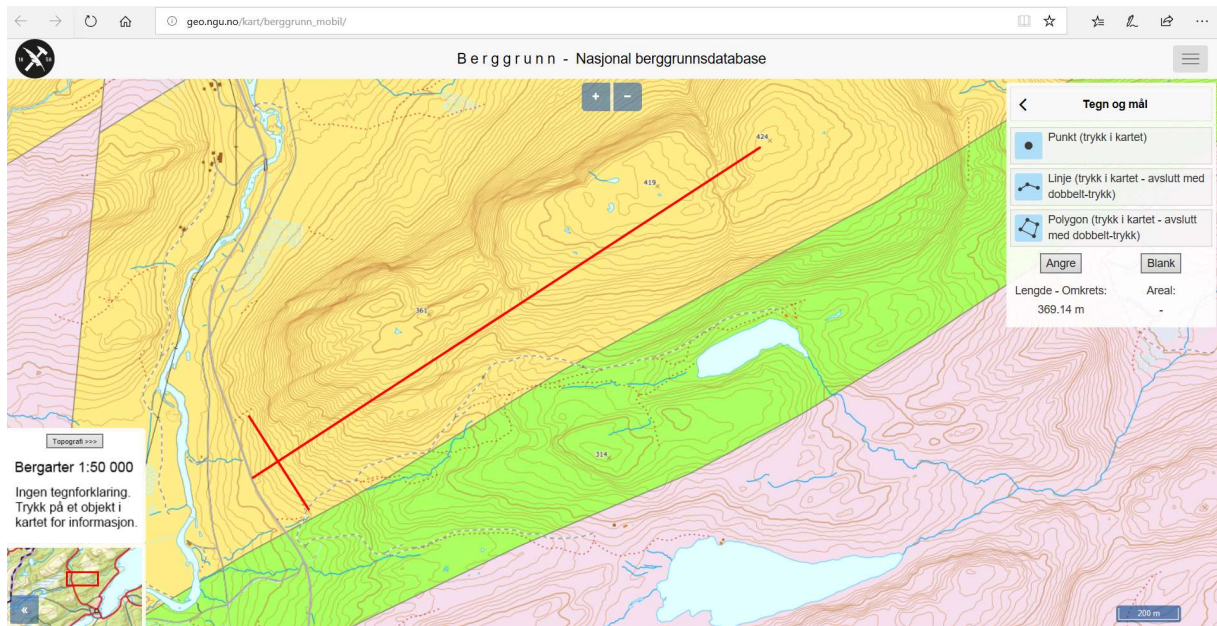 geo.ngu.no/kart/berggrunn_mobil/
18 58
Berggrunn - Nasjonal berggrunnsdatabase
+ -
Tegn og mål
Punkt (trykk i kartet)
Linje (trykk i kartet - avslutt med
dobbelt-trykk)
Polygon (trykk i kartet - avslutt
med dobbelt-trykk)
Angre Blank
Lengde - Omkrets: Areal:
369.14 m -
424
419
361
314
Topografi >>>
Bergarter 1:50 000
Ingen tegnforklaring.
Trykk på et objekt i
kartet for informasjon.
«
200 m